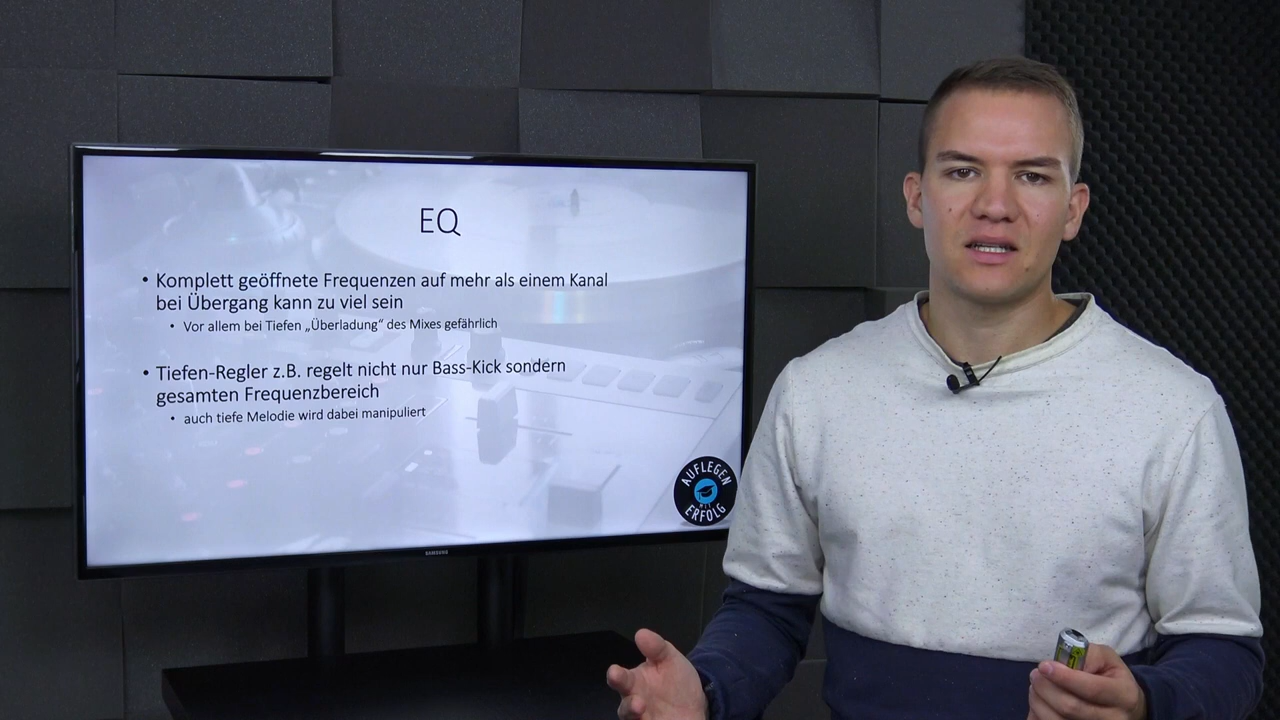 EQ
• Komplett geöffnete Frequenzen auf mehr als einem Kanal
bei Übergang kann zu viel sein
• Vor allem bei Tiefen „Überladung“ des Mixes gefährlich
• Tiefen-Regler z.B. regelt nicht nur Bass-Kick sondern
gesamten Frequenzbereich
• auch tiefe Melodie wird dabei manipuliert
AUFLEGEN
MIT
ERFOLG
SAMSUNG